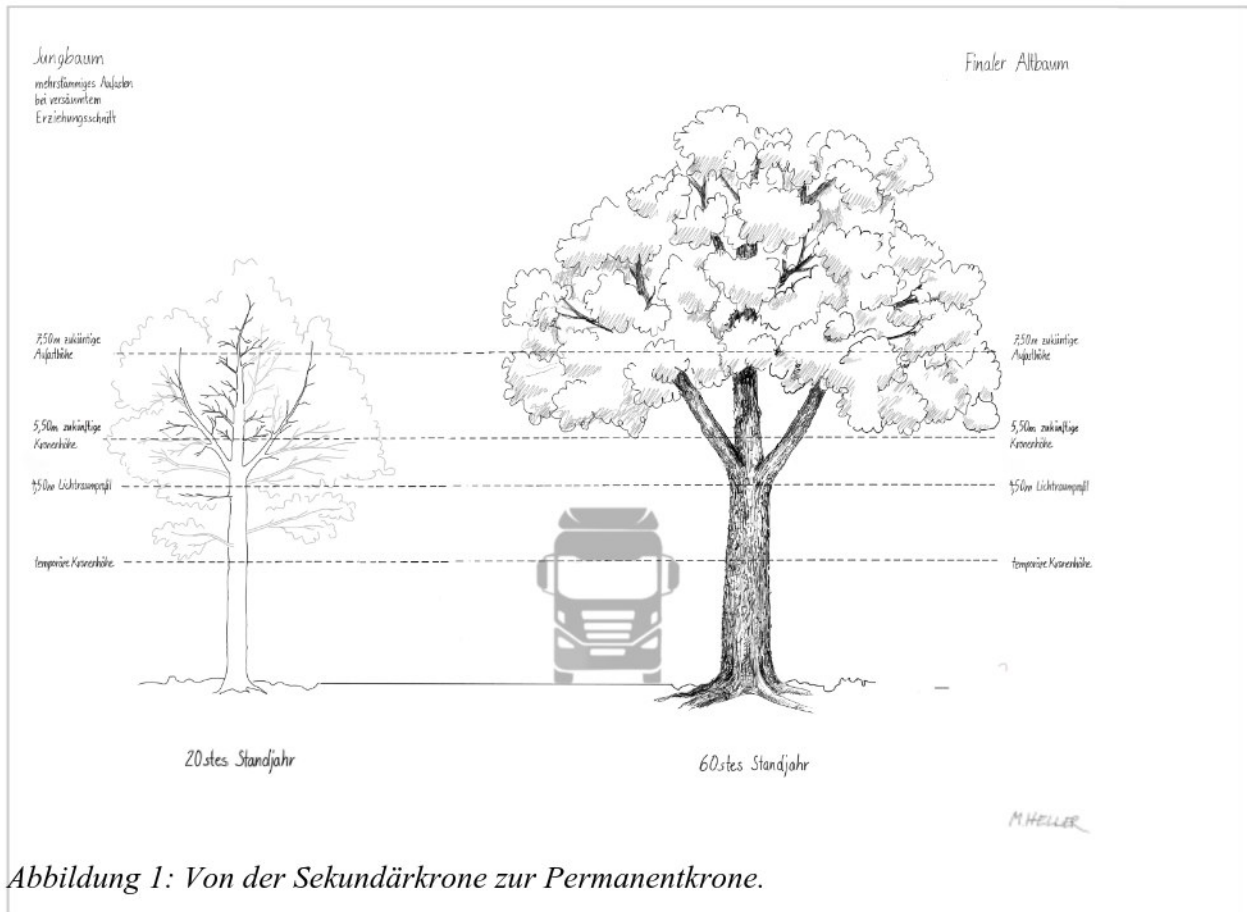 Jungbaum
mehrstämmiges Aufasten
bei versäumtem
Erziehungsschnitt
Finaler Altbaum
7,50m zukünftige
Aufasthöhe
5,50m zukünftige
Kronenhöhe
4,50m Lichtraumprofil
temporäre Kronenhöhe
7,50m zukünftige
Aufasthöhe
5,50m zukünftige
Kronenhöhe
4,50m Lichtraumprofil
temporäre Kronenhöhe
20stes Standjahr
60stes Standjahr
M.HELLER
Abbildung 1: Von der Sekundärkrone zur Permanentkrone.